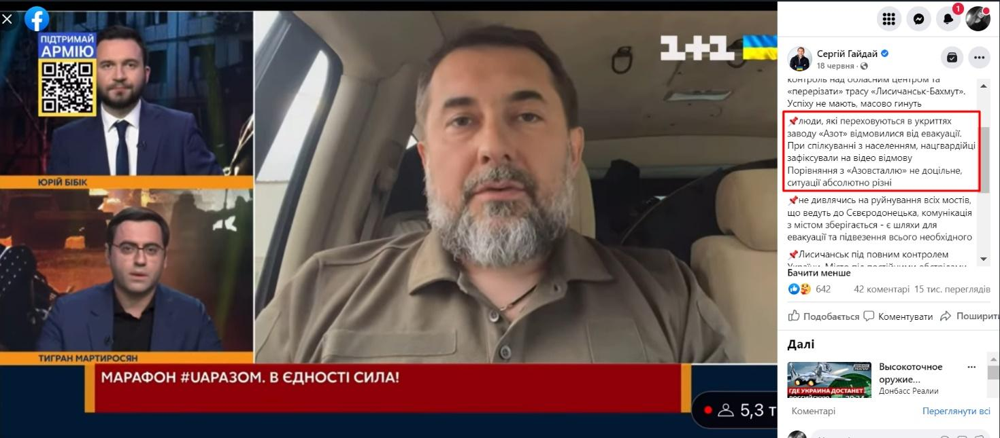 ПІДТРИМАЙ
АРМІЮ
ЮРІЙ БІБІК
ТИГРАН МАРТИРОСЯН
1+1
МАРАФОН #UАРАЗОМ. В ЄДНОСТІ СИЛА!
5,3 т
1
Сергій Гайдай
18 червня
контроль над обласним центром та
«перерізати» трасу «Лисичанськ-Бахмут».
Успіху не мають, масово гинуть
📌люди, які переховуються в укриттях
заводу «Азот» відмовилися від евакуації.
При спілкуванні з населенням, нацгвардійці
зафіксували на відео відмову
Порівняння з «Азовсталлю» не доцільне,
ситуації абсолютно різні
📌не дивлячись на руйнування всіх мостів,
що ведуть до Сєвєродонецька, комунікація
з містом зберігається - є шляхи для
евакуації та підвезення всього необхідного
📌Лисичанськ під повним контролем
України. Місто під постійними обстрілами
Бачити менше
642 42 коментарі 15 тис. переглядів
Подобається Коментувати Поширити
Далі
Высокоточное
оружие...
Донбасс Реалии
ГДЕ УКРАИНА ДОСТАНЕТ
РОССИЙСКУЮ
Коментарі Переглянути всі